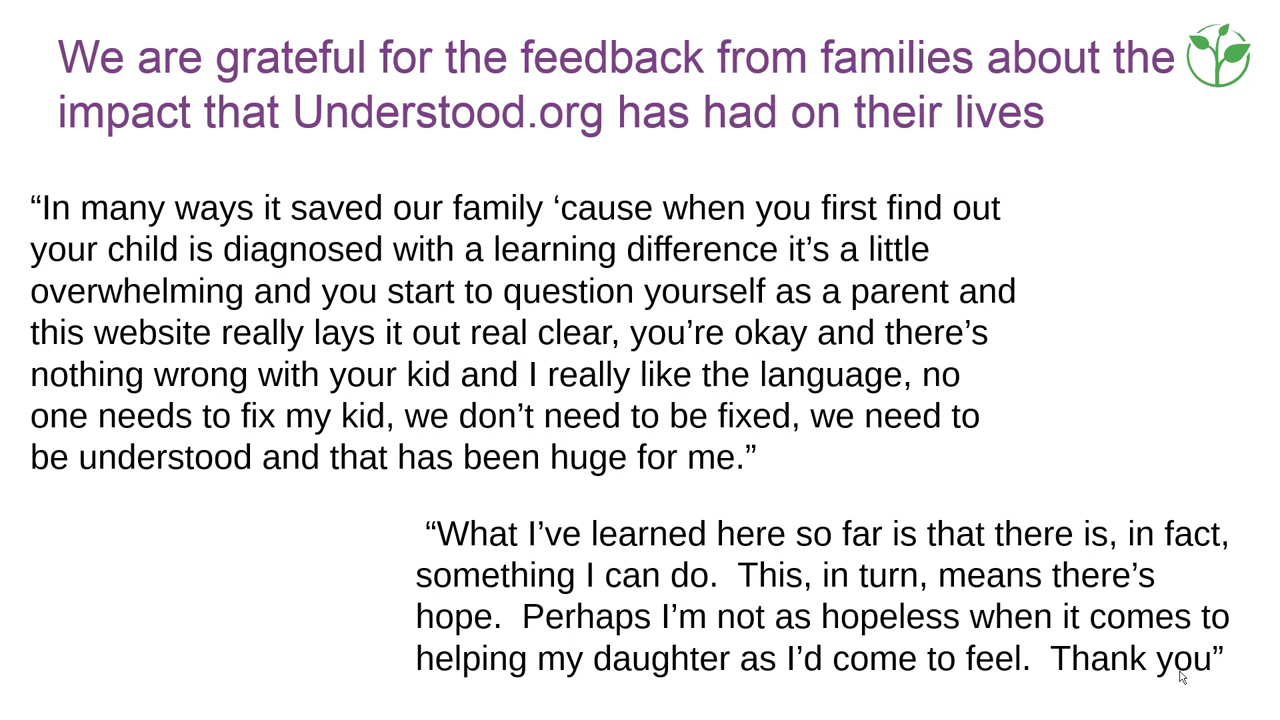 We are grateful for the feedback from families about the
impact that Understood.org has had on their lives
“In many ways it saved our family ‘cause when you first find out
your child is diagnosed with a learning difference it’s a little
overwhelming and you start to question yourself as a parent and
this website really lays it out real clear, you’re okay and there’s
nothing wrong with your kid and I really like the language, no
one needs to fix my kid, we don’t need to be fixed, we need to
be understood and that has been huge for me.”
“What I’ve learned here so far is that there is, in fact,
something I can do.  This, in turn, means there’s
hope.  Perhaps I’m not as hopeless when it comes to
helping my daughter as I’d come to feel.  Thank you”